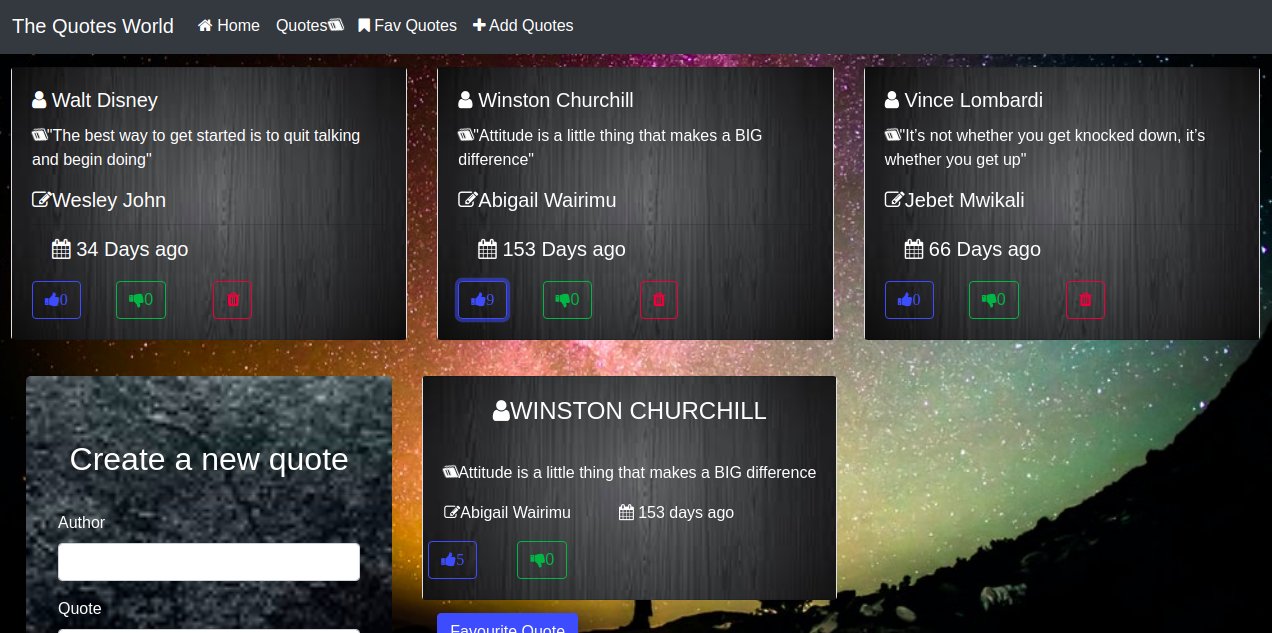 The Quotes World Home Quotes Fav Quotes Add Quotes
Walt Disney
"The best way to get started is to quit talking
and begin doing"
Wesley John
34 Days ago
0 0
Winston Churchill
"Attitude is a little thing that makes a BIG
difference"
Abigail Wairimu
153 Days ago
9 0
Vince Lombardi
"It's not whether you get knocked down, it's
whether you get up"
Jebet Mwikali
66 Days ago
0 0
Create a new quote
Author
Quote
WINSTON CHURCHILL
Attitude is a little thing that makes a BIG difference
Abigail Wairimu 153 days ago
5 0
Favourite Quote